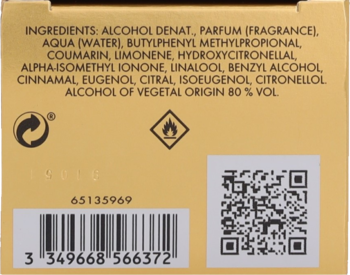 INGREDIENTS: ALCOHOL DENAT., PARFUM (FRAGRANCE),
AQUA (WATER), BUTYLPHENYL METHYLPROPIONAL,
COUMARIN, LIMONENE, HYDROXYCITRONELLAL,
ALPHA-ISOMETHYL IONONE, LINALOOL, BENZYL ALCOHOL,
CINNAMAL, EUGENOL, CITRAL, ISOEUGENOL, CITRONELLOL.
ALCOHOL OF VEGETAL ORIGIN 80 % VOL.
®
65135969
3 349668 566372